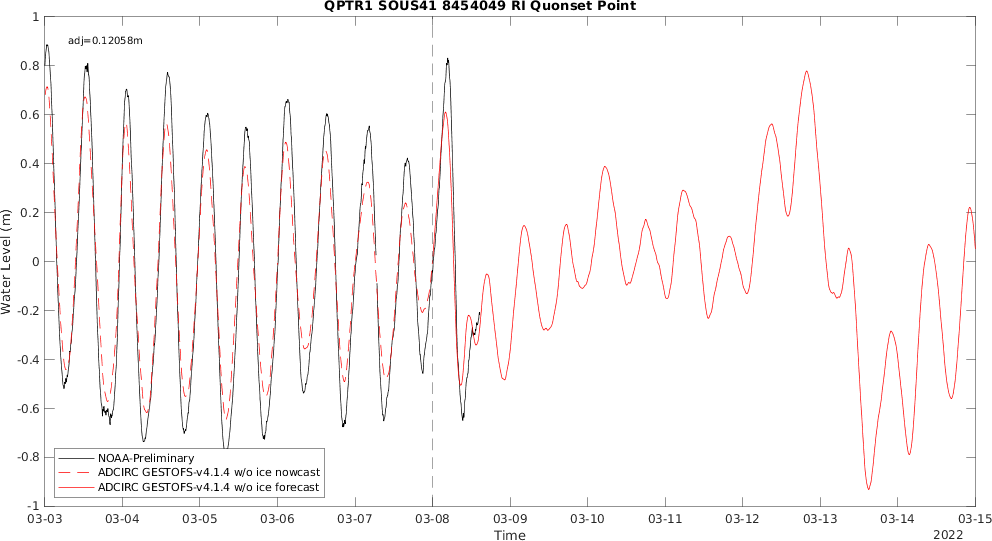 QPTR1 SOUS41 8454049 RI Quonset Point
adj=0.12058m
1
0.8
0.6
0.4
0.2
0
-0.2
-0.4
-0.6
-0.8
-1
Water Level (m)
NOAA-Preliminary
ADCIRC GESTOFS-v4.1.4 w/o ice nowcast
ADCIRC GESTOFS-v4.1.4 w/o ice forecast
03-03 03-04 03-05 03-06 03-07 03-08 03-09 03-10 03-11 03-12 03-13 03-14 03-15
Time
2022